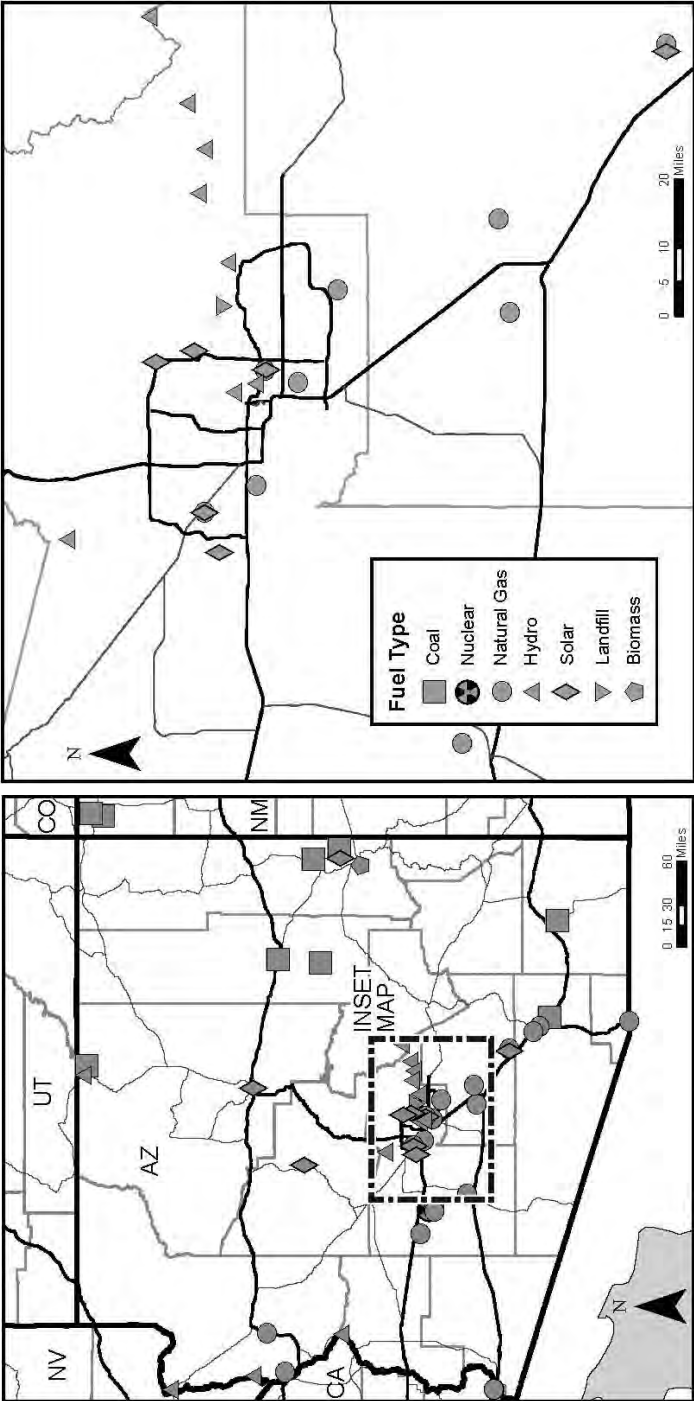 NV
UT
CO
AZ
NM
CA
INSET
MAP
N
0 15 30 60
Miles
N
Fuel Type
Coal
Nuclear
Natural Gas
Hydro
Solar
Landfill
Biomass
0 5 10 20
Miles